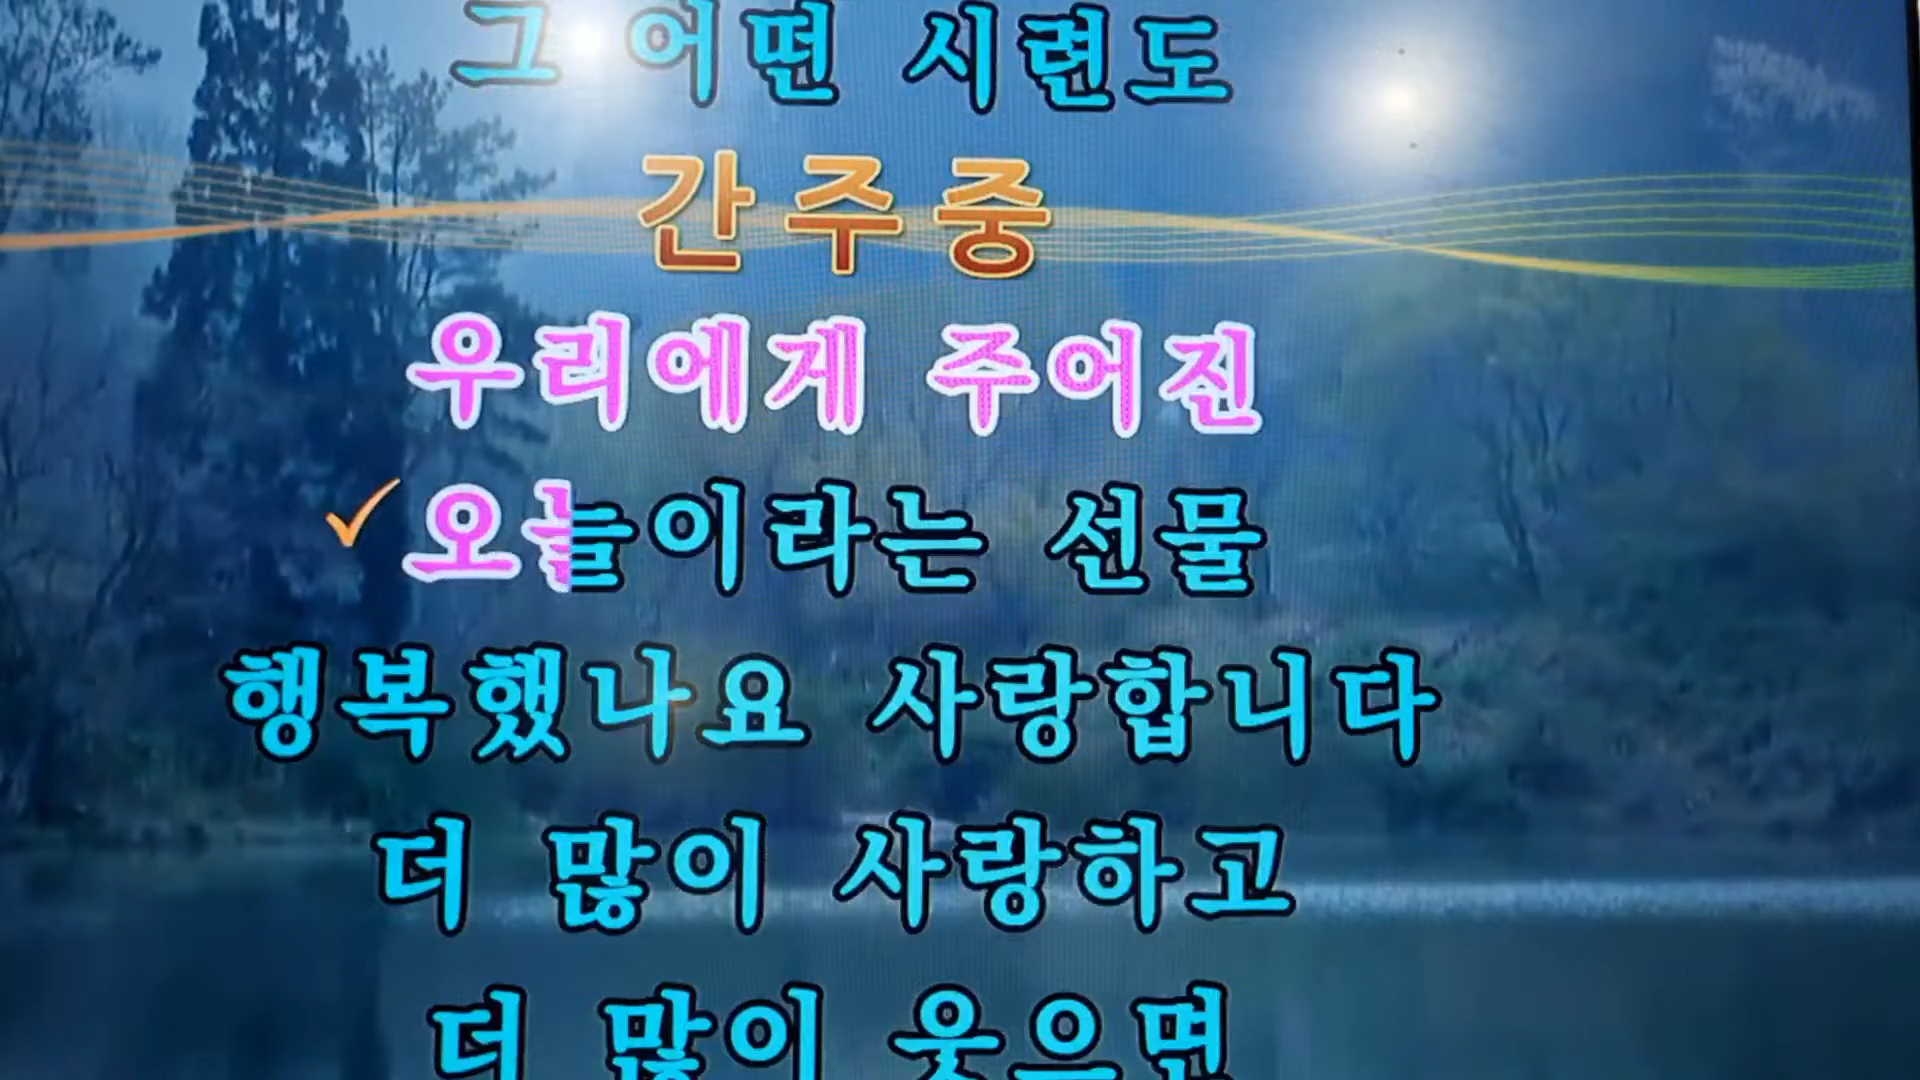 그 어떤 시련도
간주중
우리에게 주어진
오늘이라는 선물
행복했나요 사랑합니다
더 많이 사랑하고
더 많이 웃으면